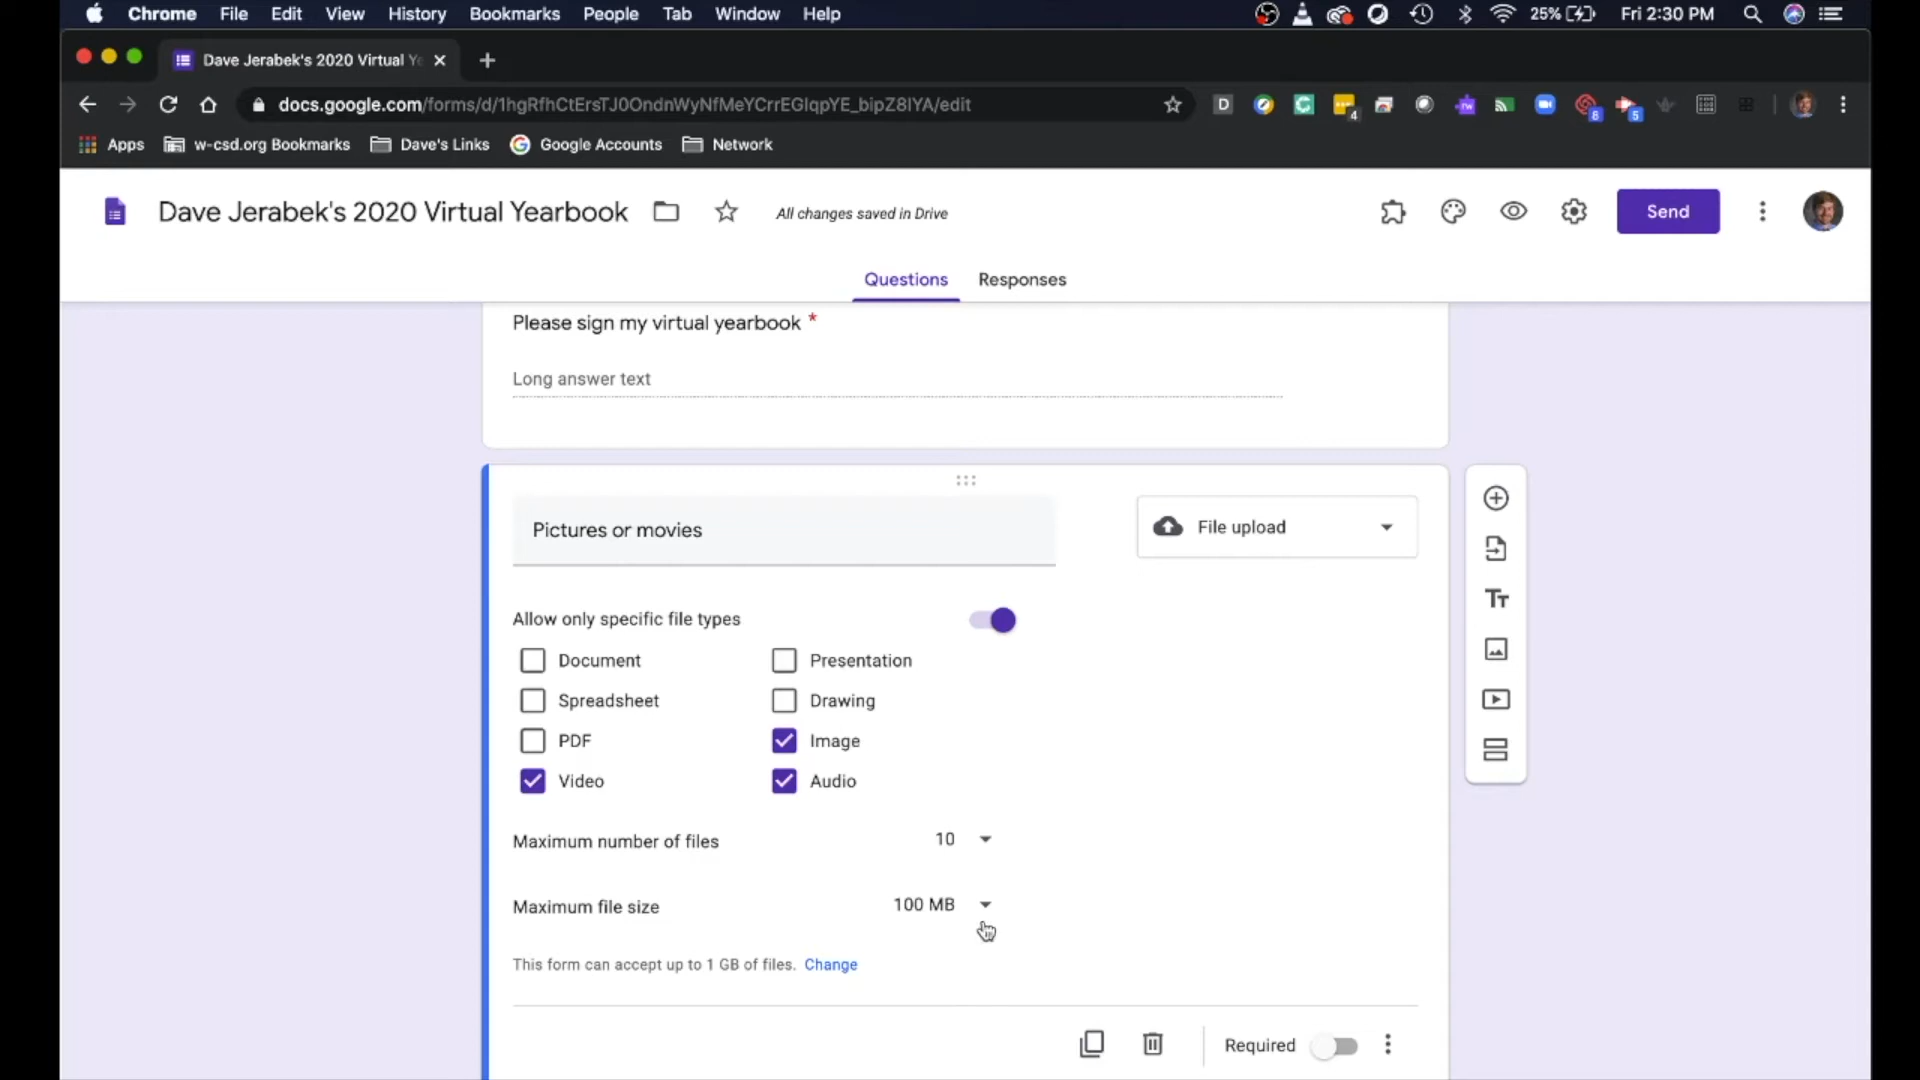 Chrome File Edit View History Bookmarks People Tab Window Help 25% Fri 2:30 PM
Dave Jerabek's 2020 Virtual Ye
docs.google.com/forms/d/1hgRfhCtErsTJ0OndnWyNfMeYCrrEGlqpYE_bipZ8lYA/edit
Apps w-csd.org Bookmarks Dave's Links Google Accounts Network
Dave Jerabek's 2020 Virtual Yearbook All changes saved in Drive Send
Questions Responses
Please sign my virtual yearbook *
Long answer text
Pictures or movies File upload
Allow only specific file types
Document Presentation
Spreadsheet Drawing
PDF Image
Video Audio
Maximum number of files 10
Maximum file size 100 MB
This form can accept up to 1 GB of files. Change
Required